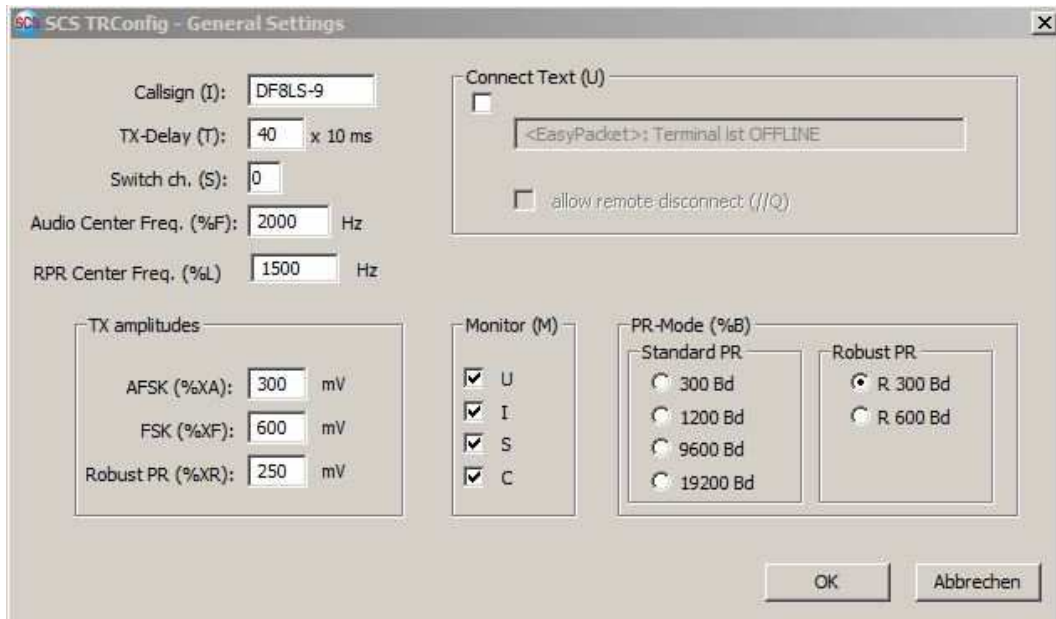 SCS TRConfig - General Settings
Callsign (I): DF8LS-9
TX-Delay (T): 40 x 10 ms
Switch ch. (S): 0
Audio Center Freq. (%F): 2000 Hz
RPR Center Freq. (%L) 1500 Hz
Connect Text (U)
<EasyPacket>: Terminal ist OFFLINE
allow remote disconnect (//Q)
TX amplitudes
AFSK (%XA): 300 mV
FSK (%XF): 600 mV
Robust PR (%XR): 250 mV
Monitor (M)
U
I
S
C
PR-Mode (%B)
Standard PR
300 Bd
1200 Bd
9600 Bd
19200 Bd
Robust PR
R 300 Bd
R 600 Bd
OK
Abbrechen